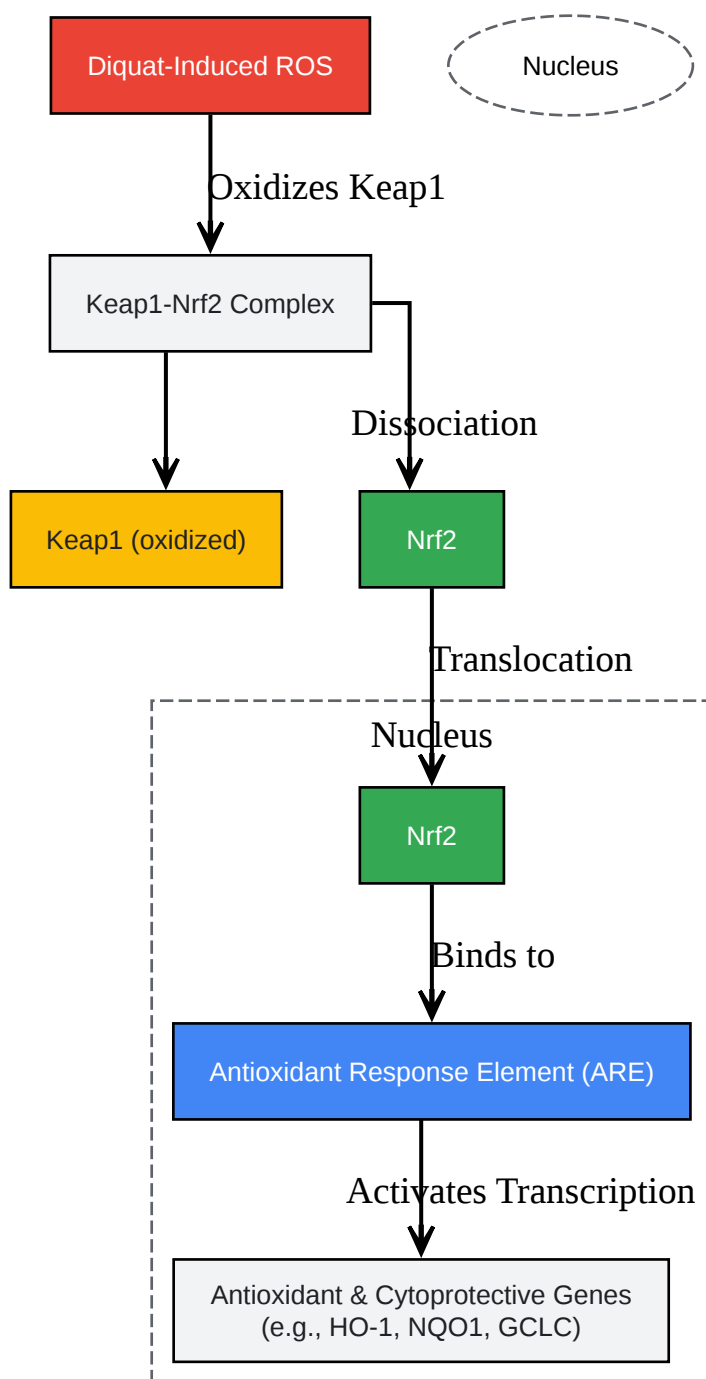 Diquat-Induced ROS
Nucleus
Oxidizes Keap1
Keap1-Nrf2 Complex
Dissociation
Keap1 (oxidized)
Nrf2
Translocation
Nucleus
Nrf2
Binds to
Antioxidant Response Element (ARE)
Activates Transcription
Antioxidant & Cytoprotective Genes
(e.g., HO-1, NQO1, GCLC)